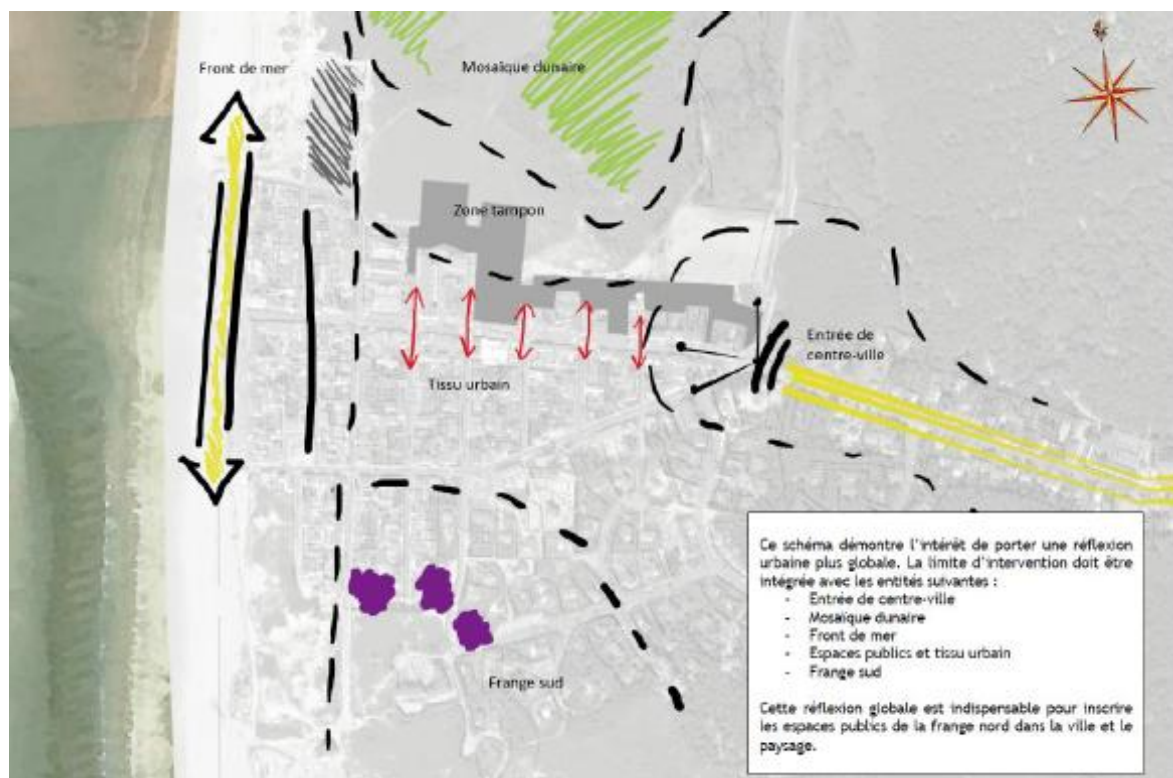 Front de mer
Mosaïque dunaire
Zone tampon
Entrée de
centre-ville
Tissu urbain
Frange sud
Ce schéma démontre l'intérêt de porter une réflexion
urbaine plus globale. La limite d'intervention doit être
intégrée avec les entités suivantes :
- Entrée de centre-ville
- Mosaïque dunaire
- Front de mer
- Espaces publics et tissu urbain
- Frange sud
Cette réflexion globale est indispensable pour inscrire
les espaces publics de la frange nord dans la ville et le
paysage.